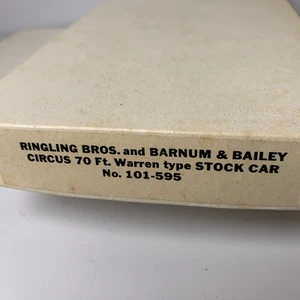 RINGLING BROS. and BARNUM & BAILEY
CIRCUS 70 Ft. Warren type STOCK CAR
No. 101-595